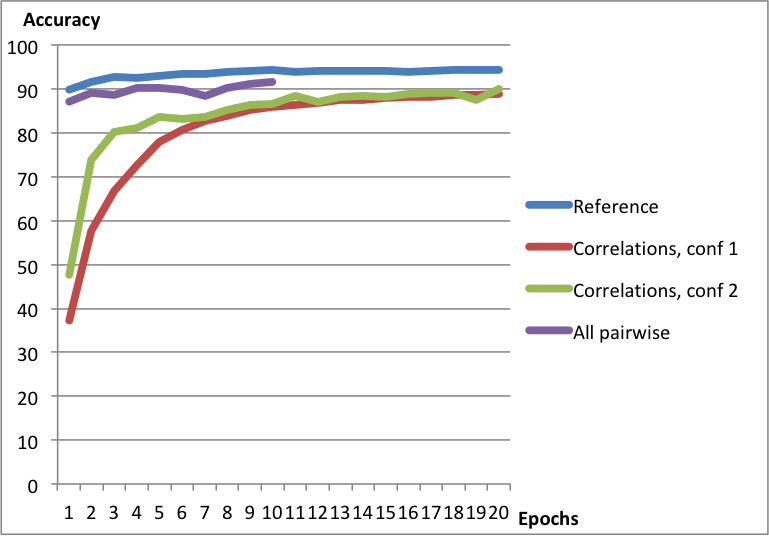 Accuracy
100
90
80
70
60
50
40
30
20
10
0
1 2 3 4 5 6 7 8 9 10 11 12 13 14 15 16 17 18 19 20
Epochs
Reference
Correlations, conf 1
Correlations, conf 2
All pairwise